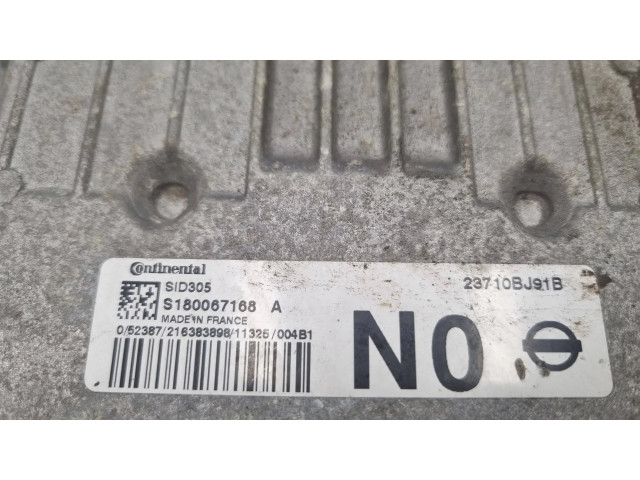 Continental
SID305
23710BJ91B
S180067168 A
MADE IN FRANCE
0/52387/216383898/11325/004B1
N0